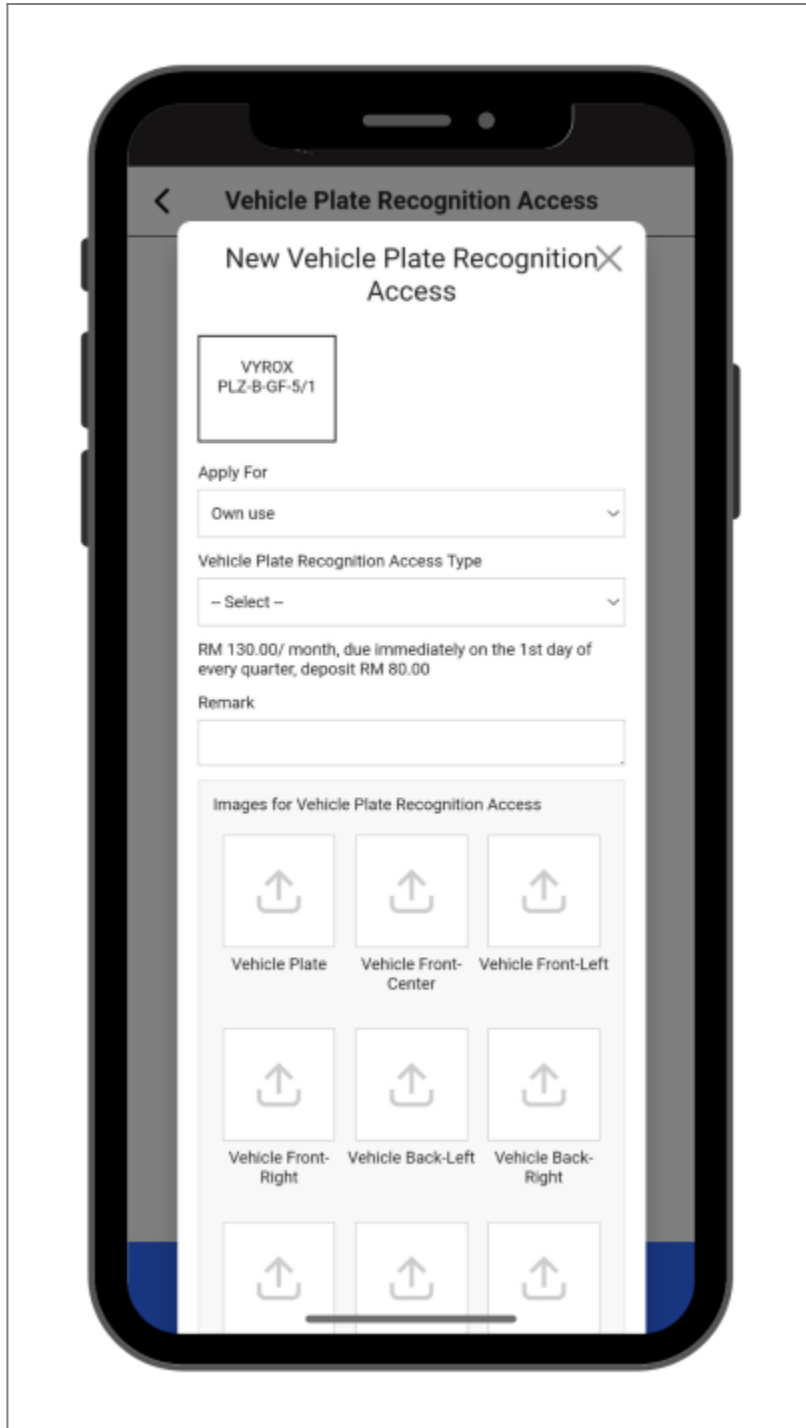 Vehicle Plate Recognition Access
New Vehicle Plate Recognition
Access
VYROX
PLZ-B-GF-5/1
Apply For
Own use
Vehicle Plate Recognition Access Type
-- Select --
RM 130.00/ month, due immediately on the 1st day of
every quarter, deposit RM 80.00
Remark
Images for Vehicle Plate Recognition Access
Vehicle Plate
Vehicle Front-
Center
Vehicle Front-Left
Vehicle Front-
Right
Vehicle Back-Left
Vehicle Back-
Right